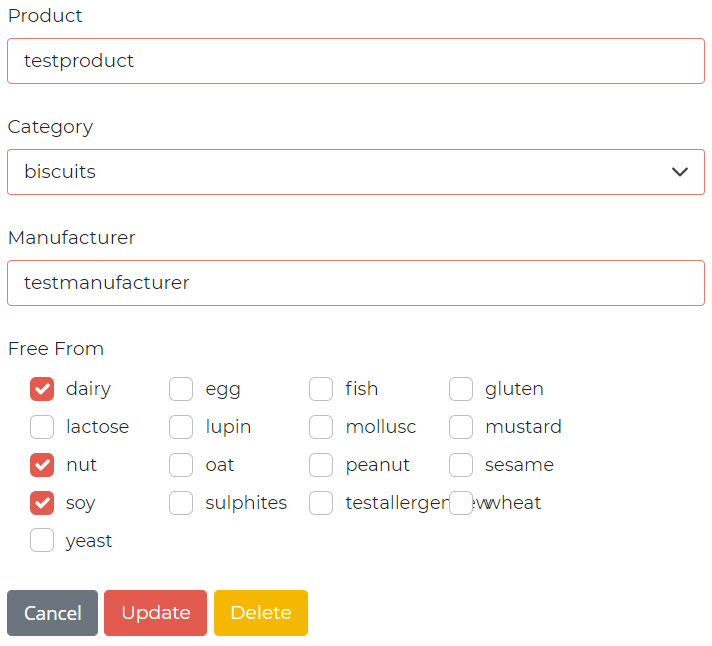 Product
testproduct
Category
biscuits
Manufacturer
testmanufacturer
Free From
dairy egg fish gluten
lactose lupin mollusc mustard
nut oat peanut sesame
soy sulphites wheat
yeast
Cancel Update Delete